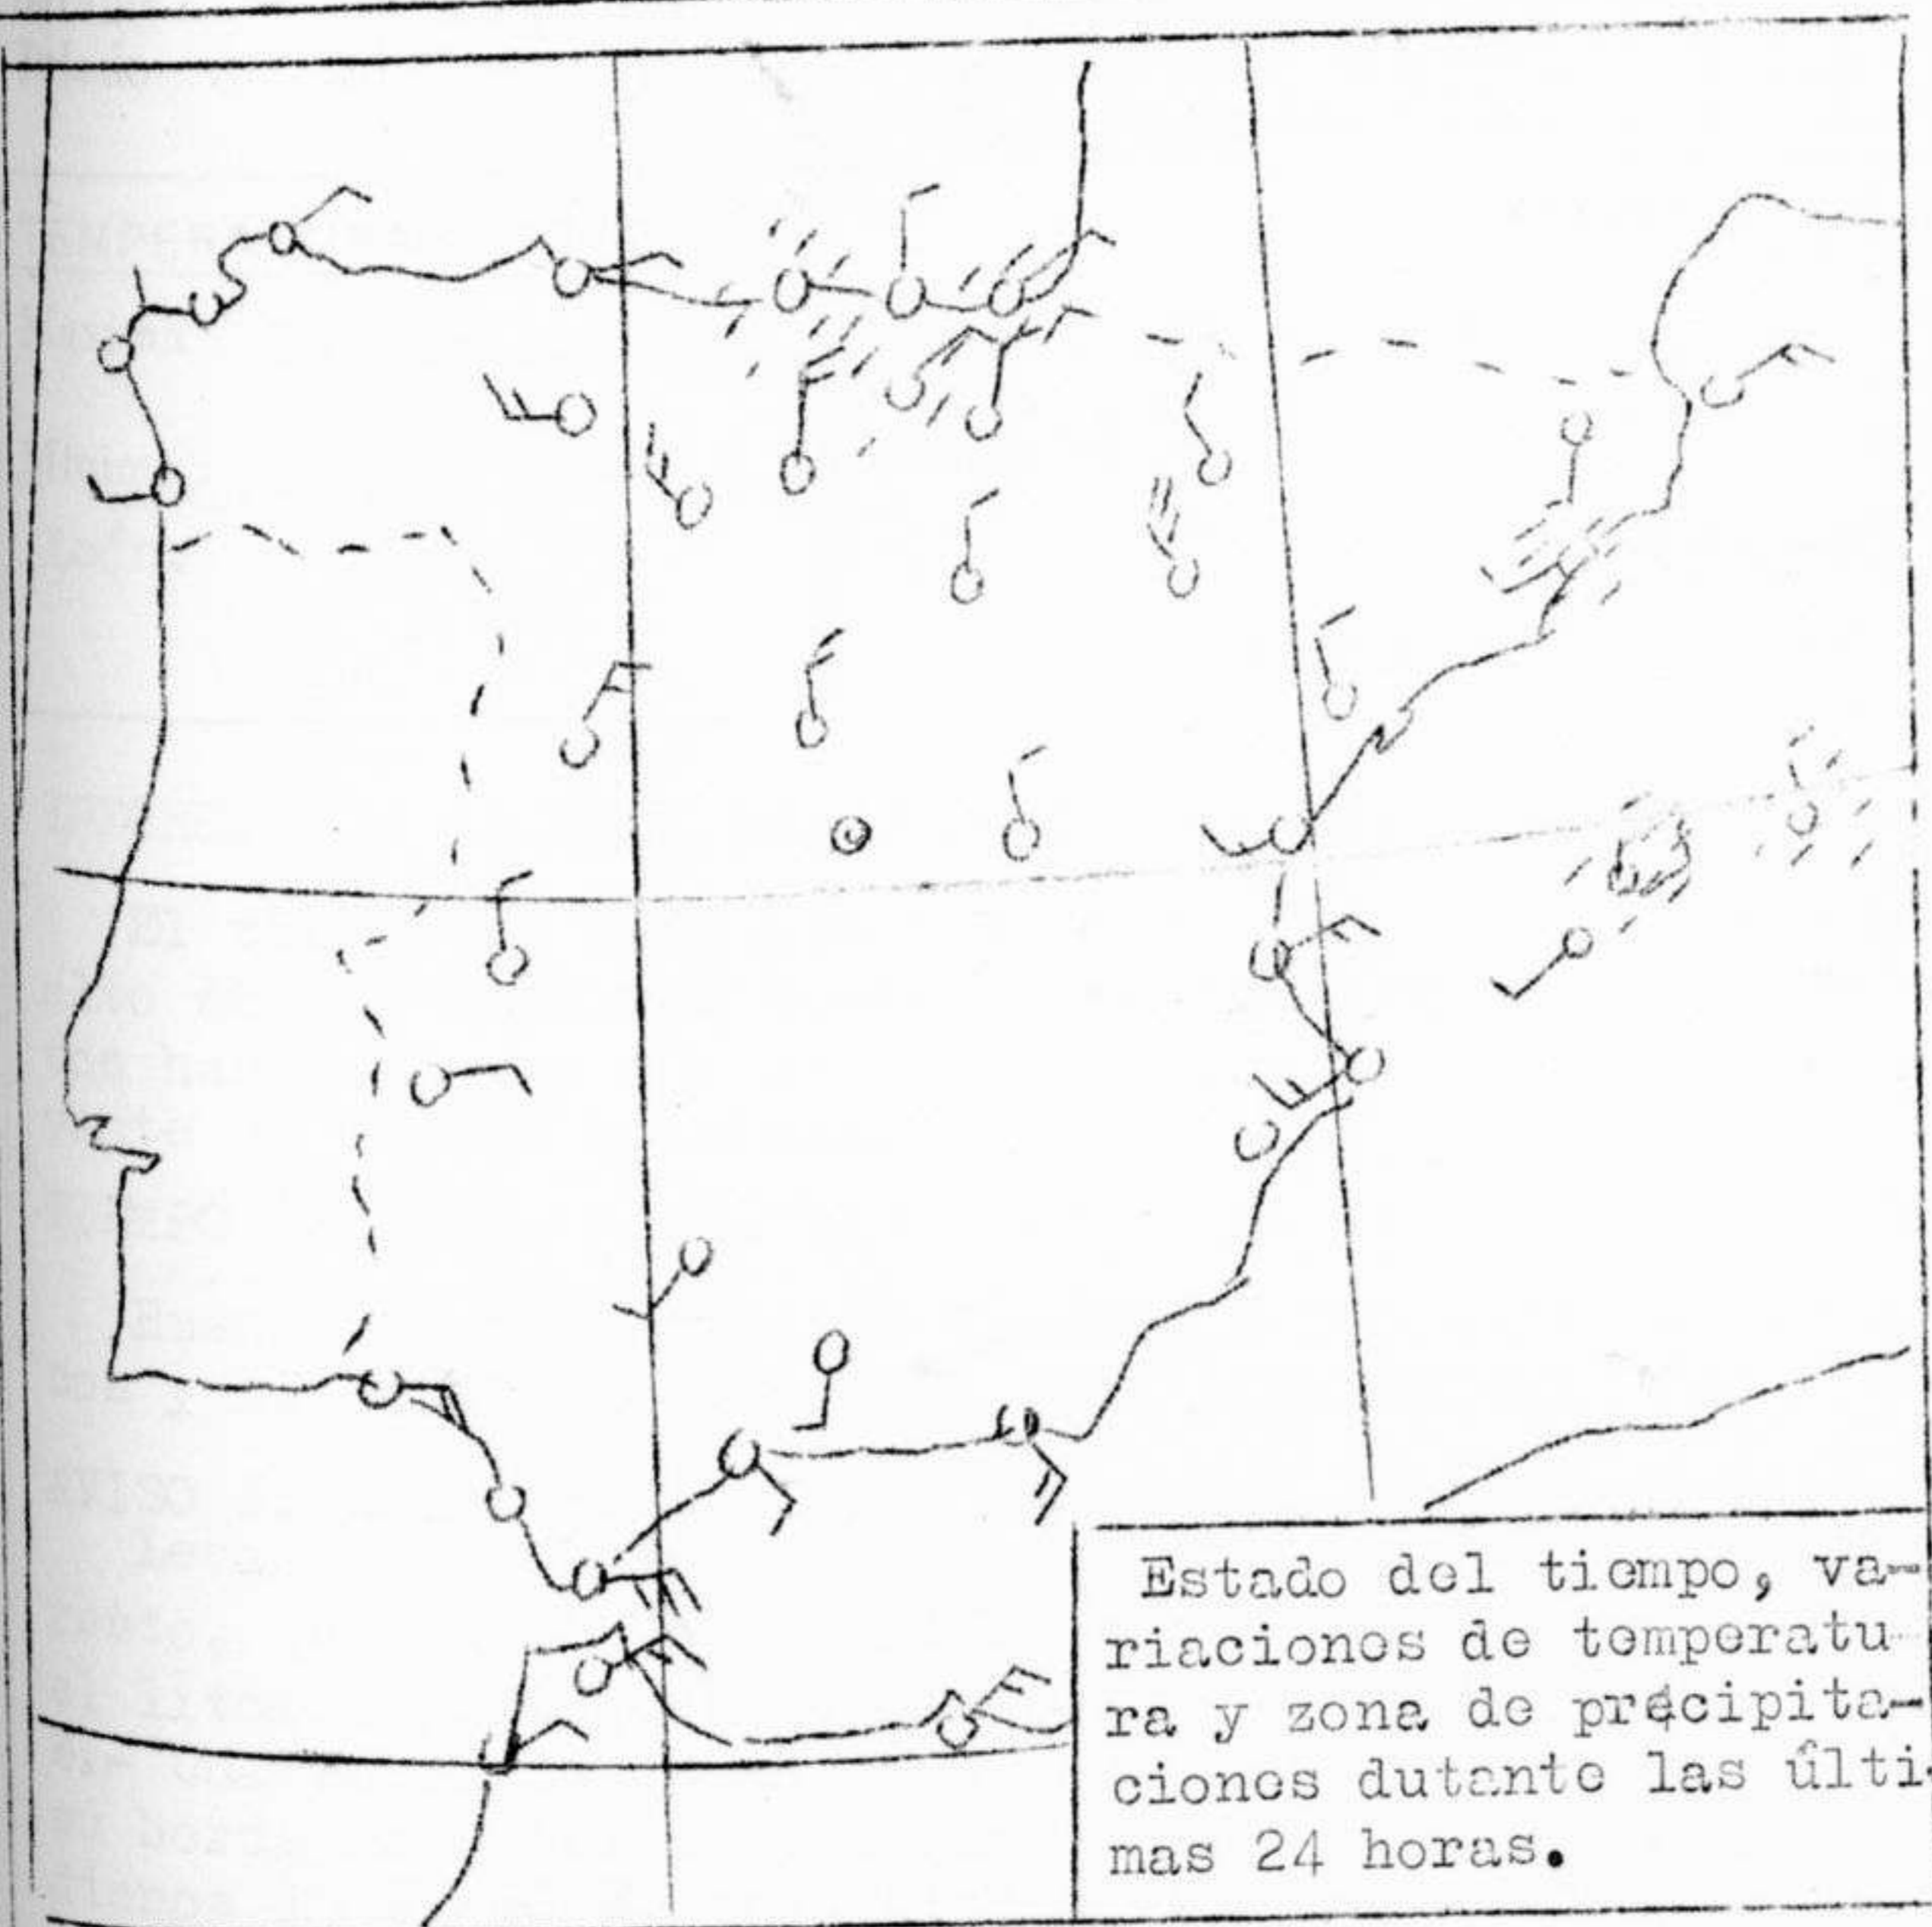 Estado del tiempo, va-
riaciones de temperatu
ra y zona de precipita-
ciones dutante las últi-
mas 24 horas.